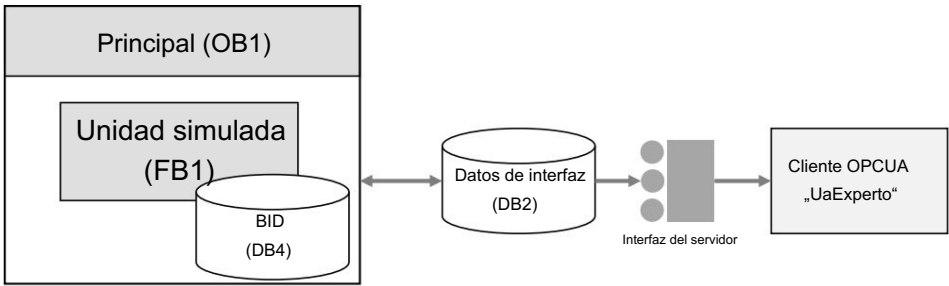 Principal (OB1)
Unidad simulada
(FB1)
BID
(DB4)
Datos de interfaz
(DB2)
Interfaz del servidor
Cliente OPCUA
„UaExperto“